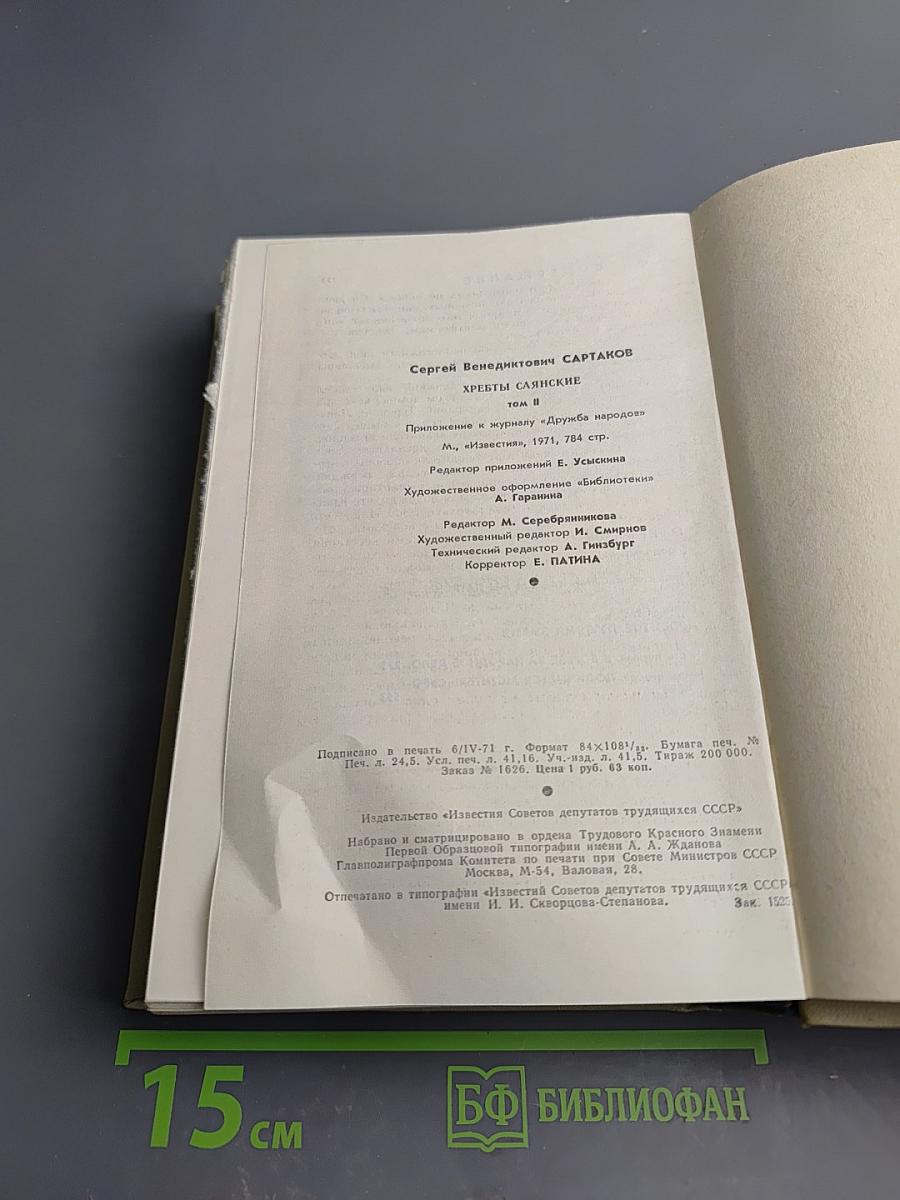 Сергей Венедиктович САРТАКОВ
ХРЕБТЫ САЯНСКИЕ
том II
Приложение к журналу «Дружба народов»
М., «Известия», 1971, 784 стр.
Редактор приложений Е. Усыскина
Художественное оформление «Библиотеки»
А. Гаранина
Редактор М. Серебрянникова
Художественный редактор И. Смирнов
Технический редактор А. Гинзбург
Корректор Е. ПАТИНА
Подписано в печать 6/IV-71 г. Формат 84×108¹/₃₂. Бумага печ. №
Печ. л. 24,5. Усл. печ. л. 41,16. Уч.-изд. л. 41,5. Тираж 200 000.
Заказ № 1626. Цена 1 руб. 63 коп.
Издательство «Известия Советов депутатов трудящихся СССР»
Набрано и сматрицировано в ордена Трудового Красного Знамени
Первой Образцовой типографии имени А. А. Жданова
Главполиграфпрома Комитета по печати при Совете Министров СССР
Москва, М-54, Валовая, 28.
Отпечатано в типографии «Известий Советов депутатов трудящихся СССР»
имени И. И. Скворцова-Степанова. Зак.
15 см
БФ БИБЛИОФАН